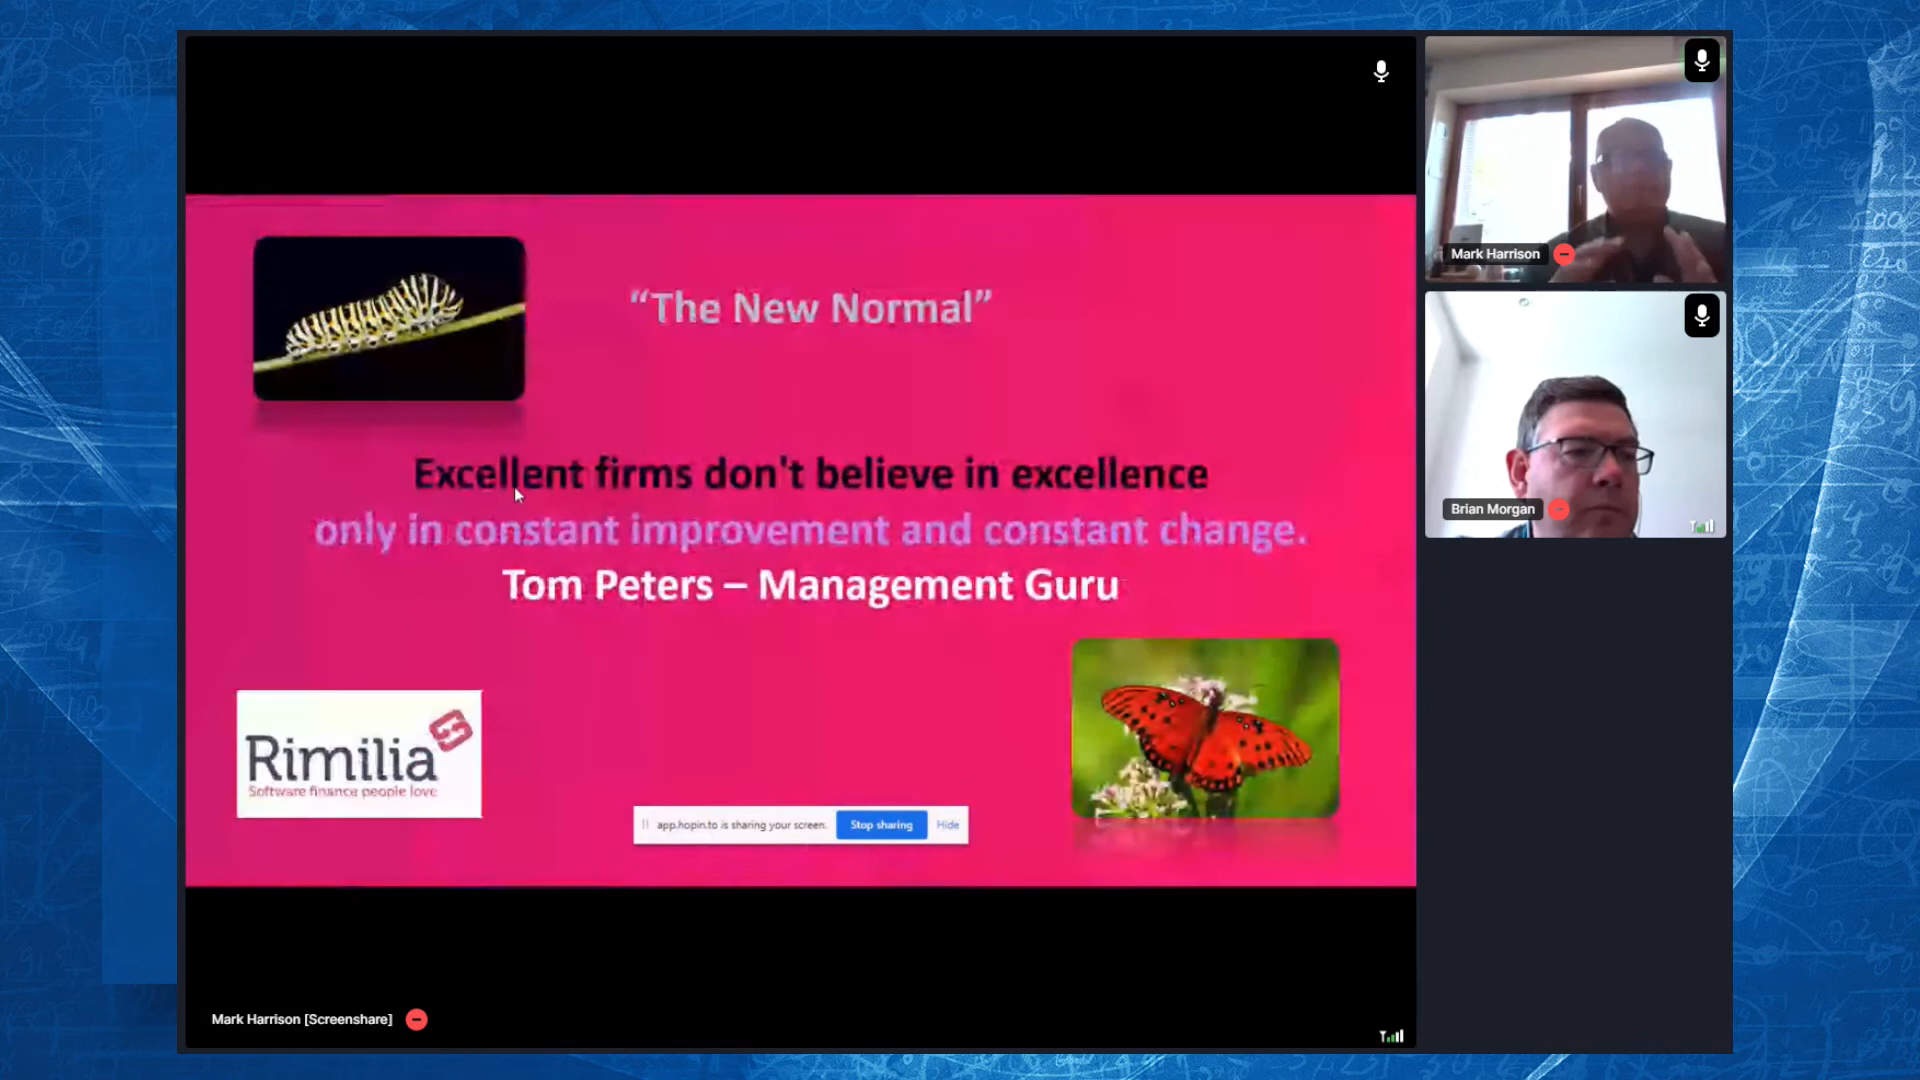 “The New Normal”
Excellent firms don't believe in excellence
only in constant improvement and constant change.
Tom Peters – Management Guru
Rimilia
Software finance people love
app.hopin.to is sharing your screen. Stop sharing Hide
Mark Harrison [Screenshare]
Mark Harrison
Brian Morgan